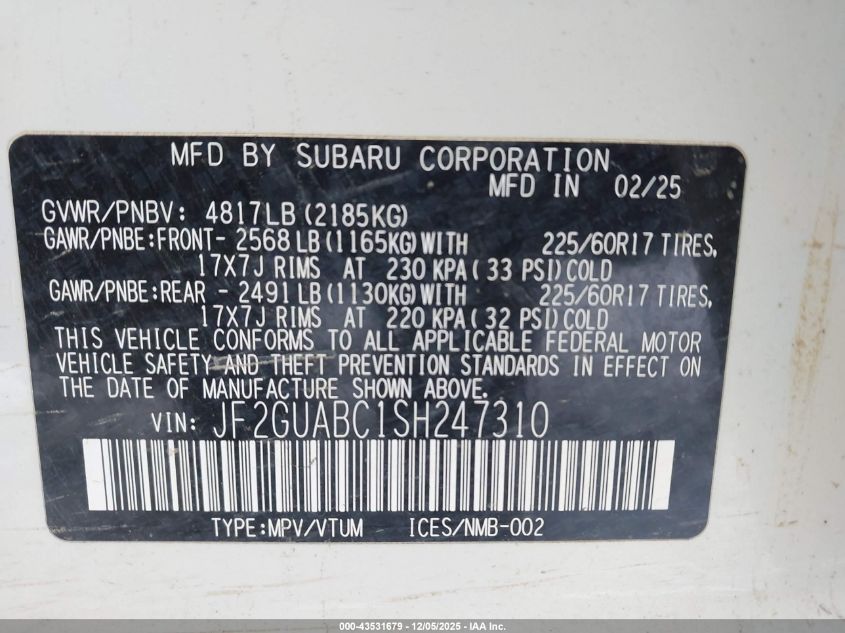 MFD BY SUBARU CORPORATION
MFD IN 02/25
GVWR/PNBV: 4817LB (2185KG)
GAWR/PNBE:FRONT- 2568 LB (1165KG) WITH 225/60R17 TIRES,
17X7J RIMS AT 230 KPA ( 33 PSI) COLD
GAWR/PNBE:REAR - 2491 LB (1130KG) WITH 225/60R17 TIRES,
17X7J RIMS AT 220 KPA ( 32 PSI) COLD
THIS VEHICLE CONFORMS TO ALL APPLICABLE FEDERAL MOTOR
VEHICLE SAFETY AND THEFT PREVENTION STANDARDS IN EFFECT ON
THE DATE OF MANUFACTURE SHOWN ABOVE.
VIN: JF2GUABC1SH247310
TYPE:MPV/VTUM ICES/NMB-002
000-43531679 - 12/05/2025 - IAA Inc.